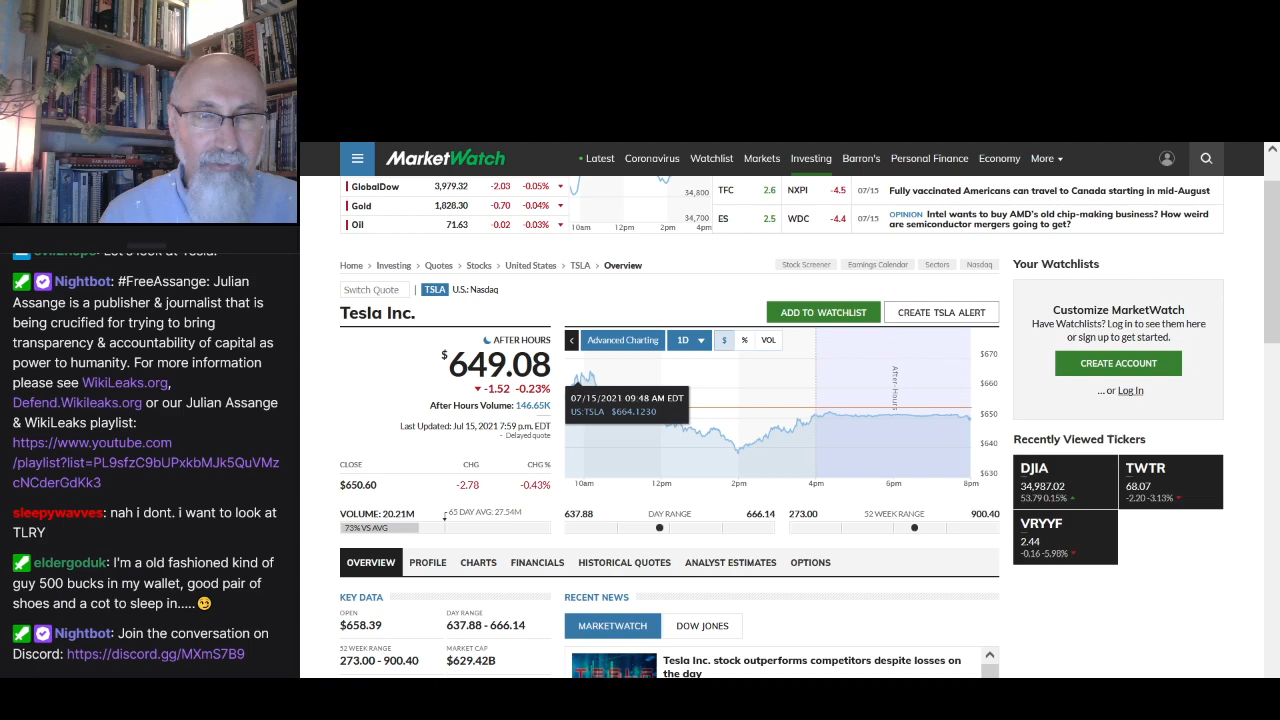 Let's look at Tesla.
Nightbot: #FreeAssange: Julian
Assange is a publisher & journalist that is
being crucified for trying to bring
transparency & accountability of capital as
power to humanity. For more information
please see WikiLeaks.org,
Defend.Wikileaks.org or our Julian Assange
& WikiLeaks playlist:
https://www.youtube.com
/playlist?list=PL9sfzC9bUPxkbMJk5QuVMz
cNCderGdKk3
sleepywavves: nah i dont. i want to look at
TLRY
eldergoduk: I'm a old fashioned kind of
guy 500 bucks in my wallet, good pair of
shoes and a cot to sleep in.....😏
Nightbot: Join the conversation on
Discord: https://discord.gg/MXmS7B9
MarketWatch
Latest Coronavirus Watchlist Markets Investing Barron's Personal Finance Economy More
GlobalDow 3,979.32 -2.03 -0.05%
Gold 1,828.30 -0.70 -0.04%
Oil 71.63 -0.02 -0.03%
34,800
34,700
10am 12pm 2pm 4pm
TFC 2.6 NXPI -4.5
ES 2.5 WDC -4.4
07/15 Fully vaccinated Americans can travel to Canada starting in mid-August
07/15 OPINION Intel wants to buy AMD's old chip-making business? How weird
are semiconductor mergers going to get?
Home > Investing > Quotes > Stocks > United States > TSLA > Overview
Stock Screener Earnings Calendar Sectors Nasdaq
Switch Quote | TSLA U.S.: Nasdaq
Tesla Inc.
ADD TO WATCHLIST CREATE TSLA ALERT
AFTER HOURS
$649.08
-1.52 -0.23%
After Hours Volume: 146.65K
Last Updated: Jul 15, 2021 7:59 p.m. EDT
Delayed quote
CLOSE CHG CHG %
$650.60 -2.78 -0.43%
Advanced Charting 1D $ % VOL
07/15/2021 09:48 AM EDT
US:TSLA $664.1230
After Hours
$670
$660
$650
$640
$630
10am 12pm 2pm 4pm 6pm 8pm
VOLUME: 20.21M 65 DAY AVG: 27.54M
73% VS AVG
637.88 DAY RANGE 666.14
273.00 52 WEEK RANGE 900.40
OVERVIEW PROFILE CHARTS FINANCIALS HISTORICAL QUOTES ANALYST ESTIMATES OPTIONS
KEY DATA
OPEN DAY RANGE
$658.39 637.88 - 666.14
52 WEEK RANGE MARKET CAP
273.00 - 900.40 $629.42B
RECENT NEWS
MARKETWATCH DOW JONES
Tesla Inc. stock outperforms competitors despite losses on
the day
Your Watchlists
Customize MarketWatch
Have Watchlists? Log in to see them here
or sign up to get started.
CREATE ACCOUNT
... or Log In
Recently Viewed Tickers
DJIA
34,987.02
53.79 0.15%
TWTR
68.07
-2.20 -3.13%
VRYYF
2.44
-0.16 -5.98%